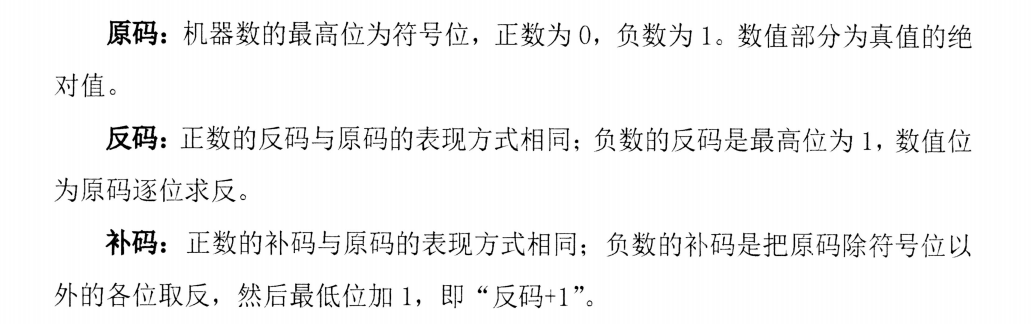 原码：机器数的最高位为符号位，正数为 0，负数为 1。数值部分为真值的绝
对值。
反码：正数的反码与原码的表现方式相同；负数的反码是最高位为 1，数值位
为原码逐位求反。
补码：正数的补码与原码的表现方式相同；负数的补码是把原码除符号位以
外的各位取反，然后最低位加 1，即“反码+1”。